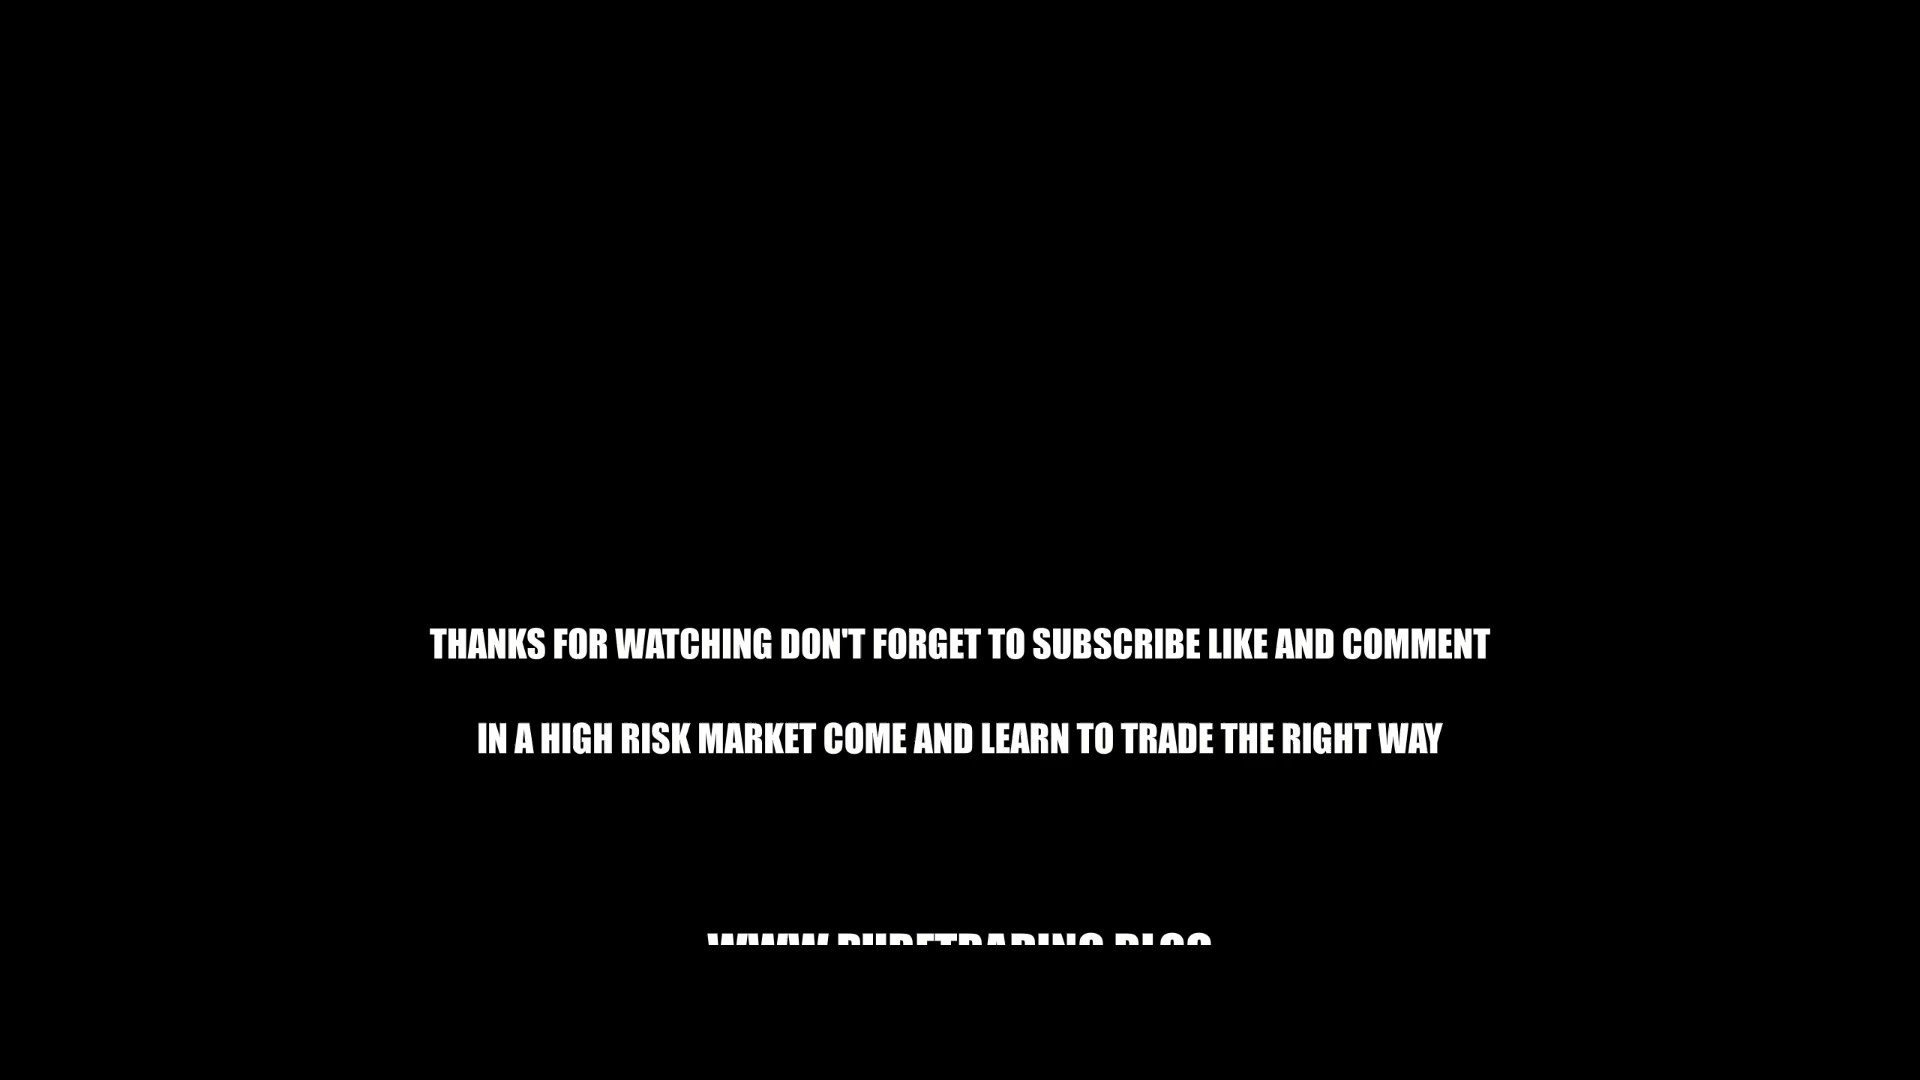 THANKS FOR WATCHING DON'T FORGET TO SUBSCRIBE LIKE AND COMMENT
IN A HIGH RISK MARKET COME AND LEARN TO TRADE THE RIGHT WAY